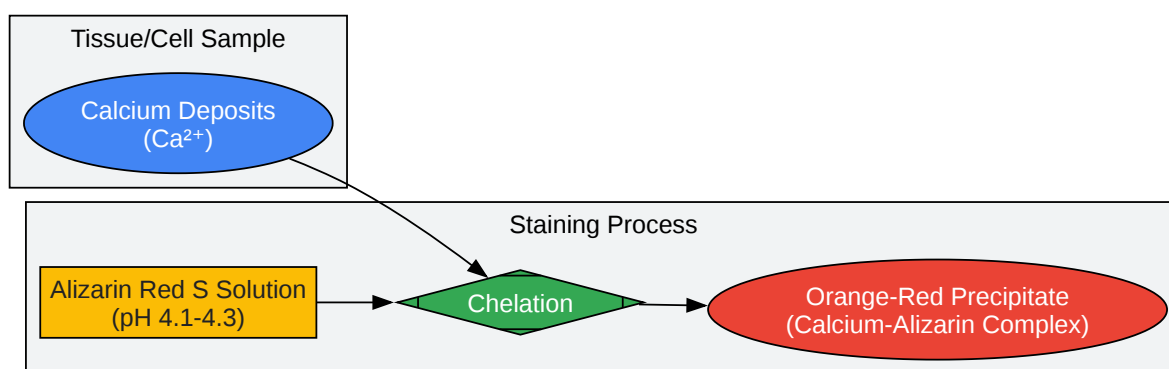 Tissue/Cell Sample
Calcium Deposits
(Ca²⁺)
Staining Process
Alizarin Red S Solution
(pH 4.1-4.3)
Chelation
Orange-Red Precipitate
(Calcium-Alizarin Complex)